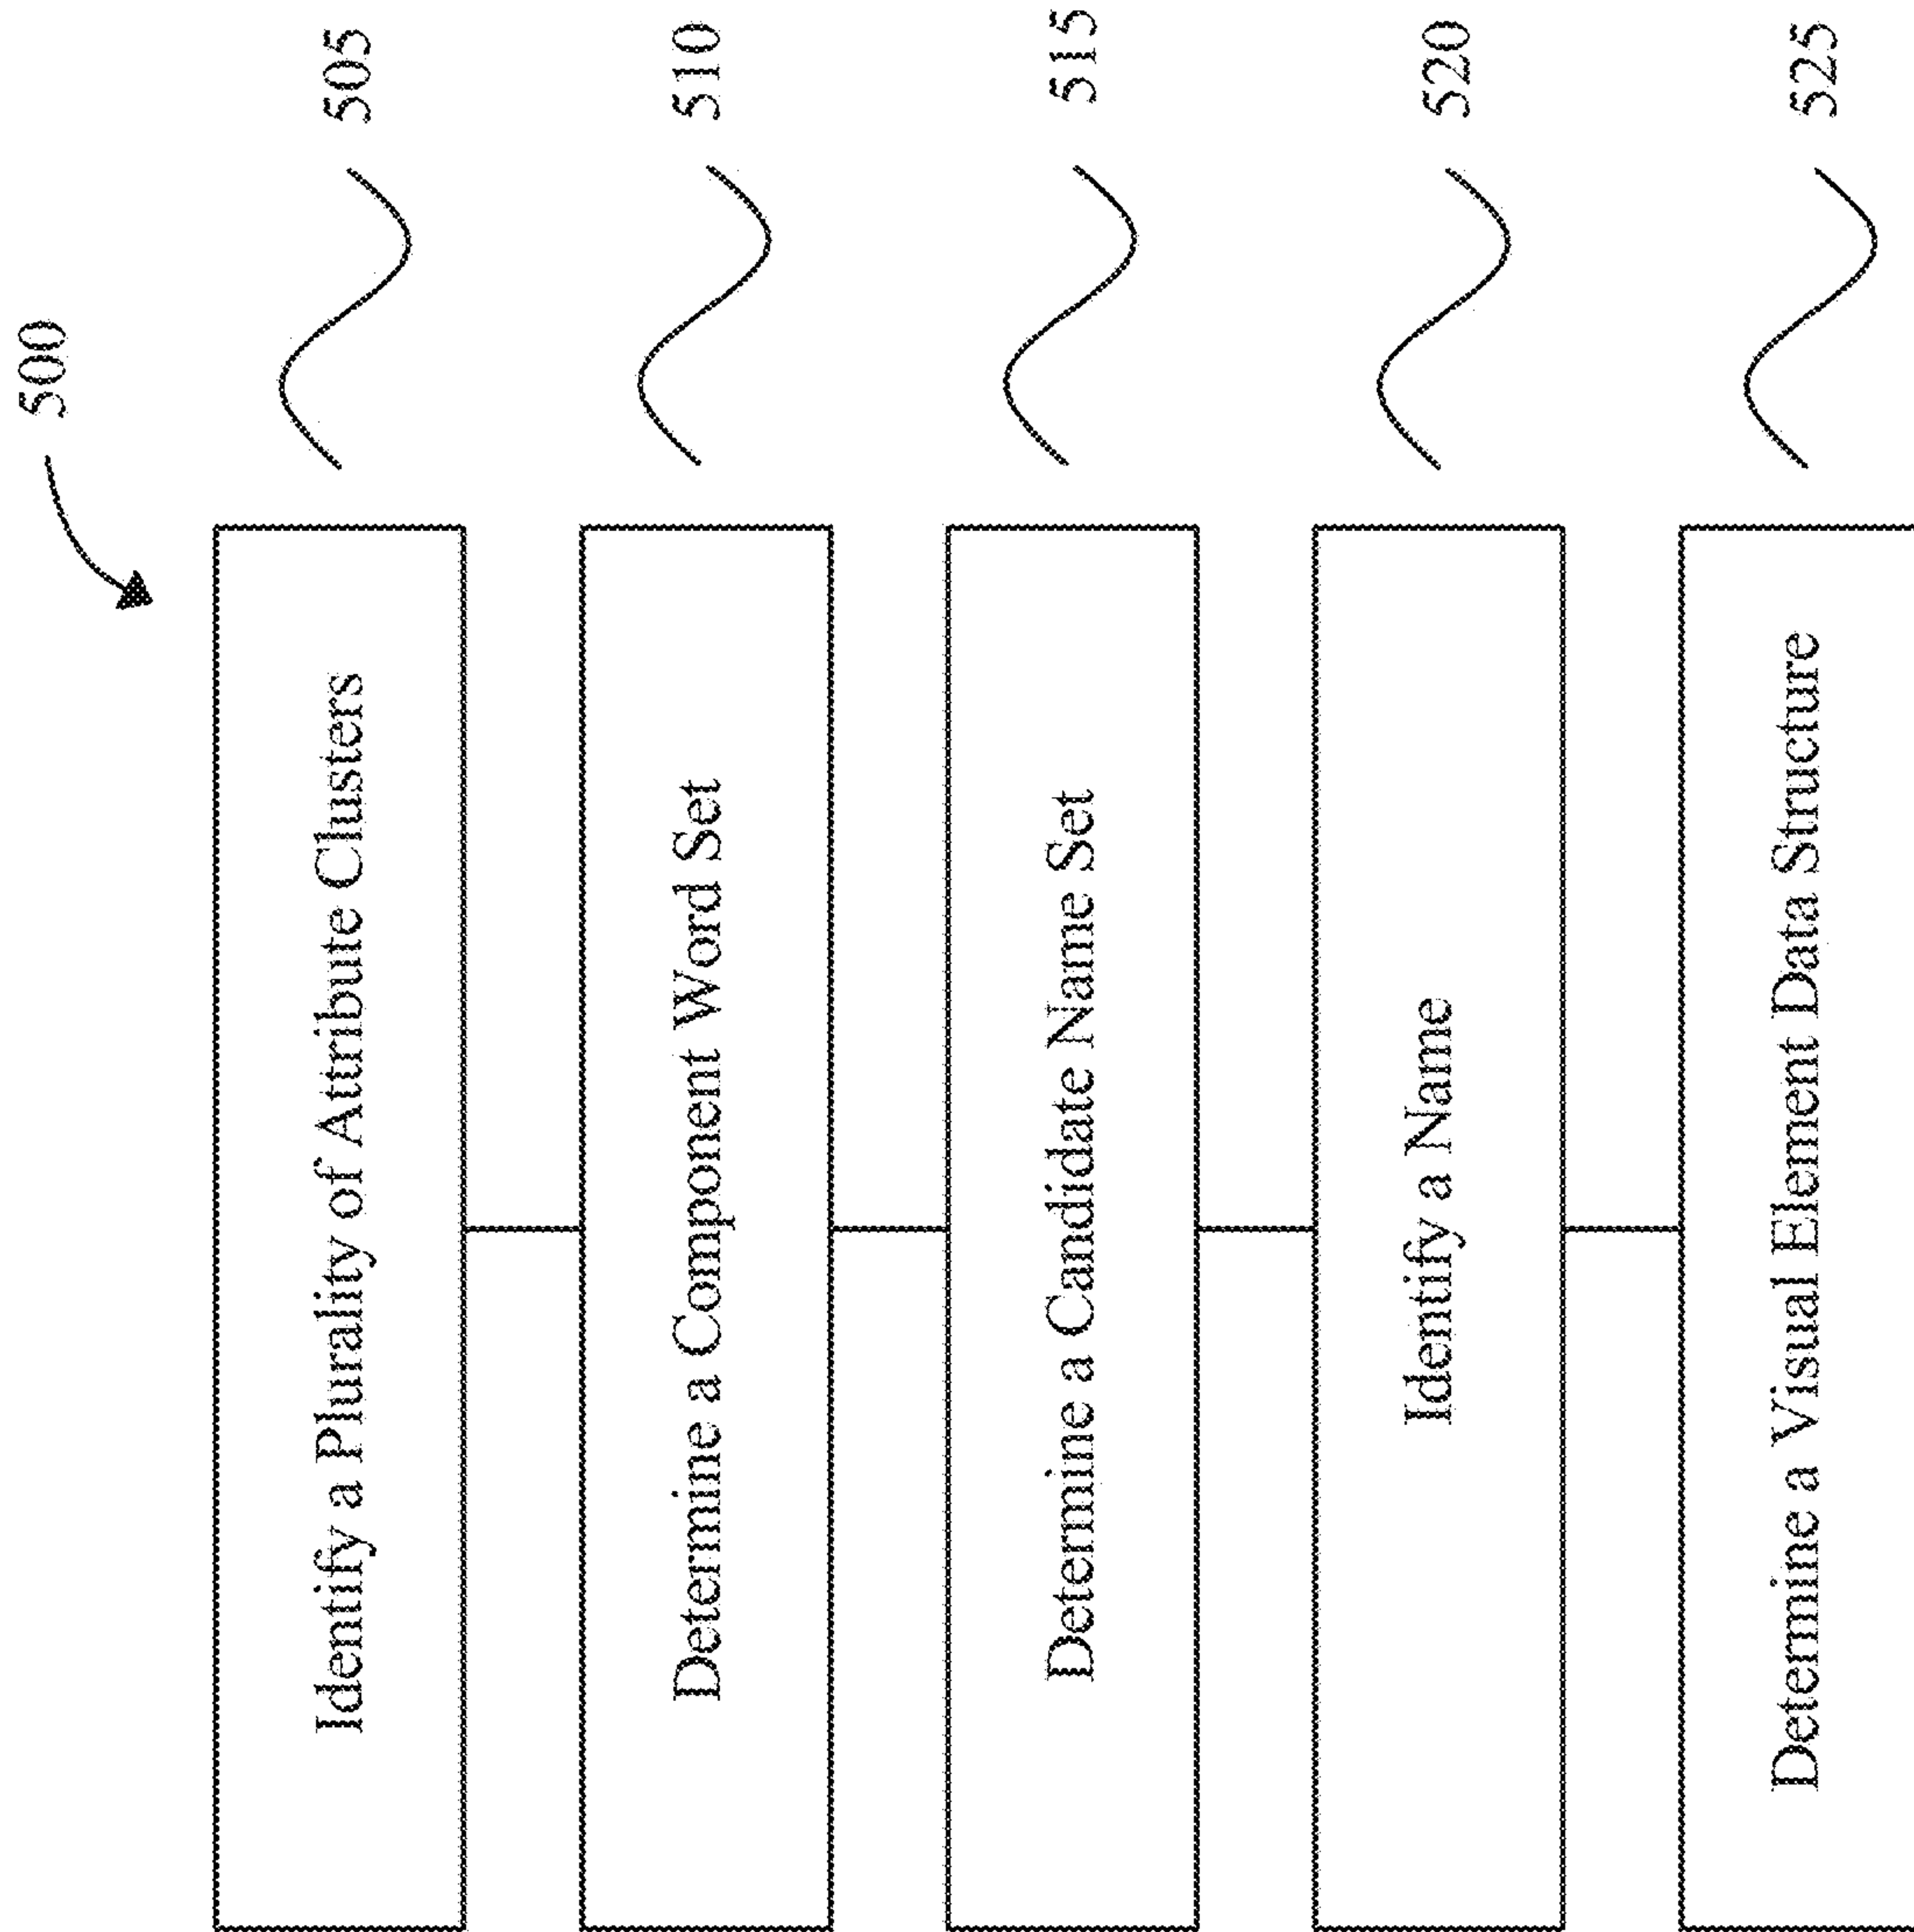 500
Identify a Plurality of Attribute Clusters
505
Determine a Component Word Set
510
Determine a Candidate Name Set
515
Identify a Name
520
Determine a Visual Element Data Structure
525